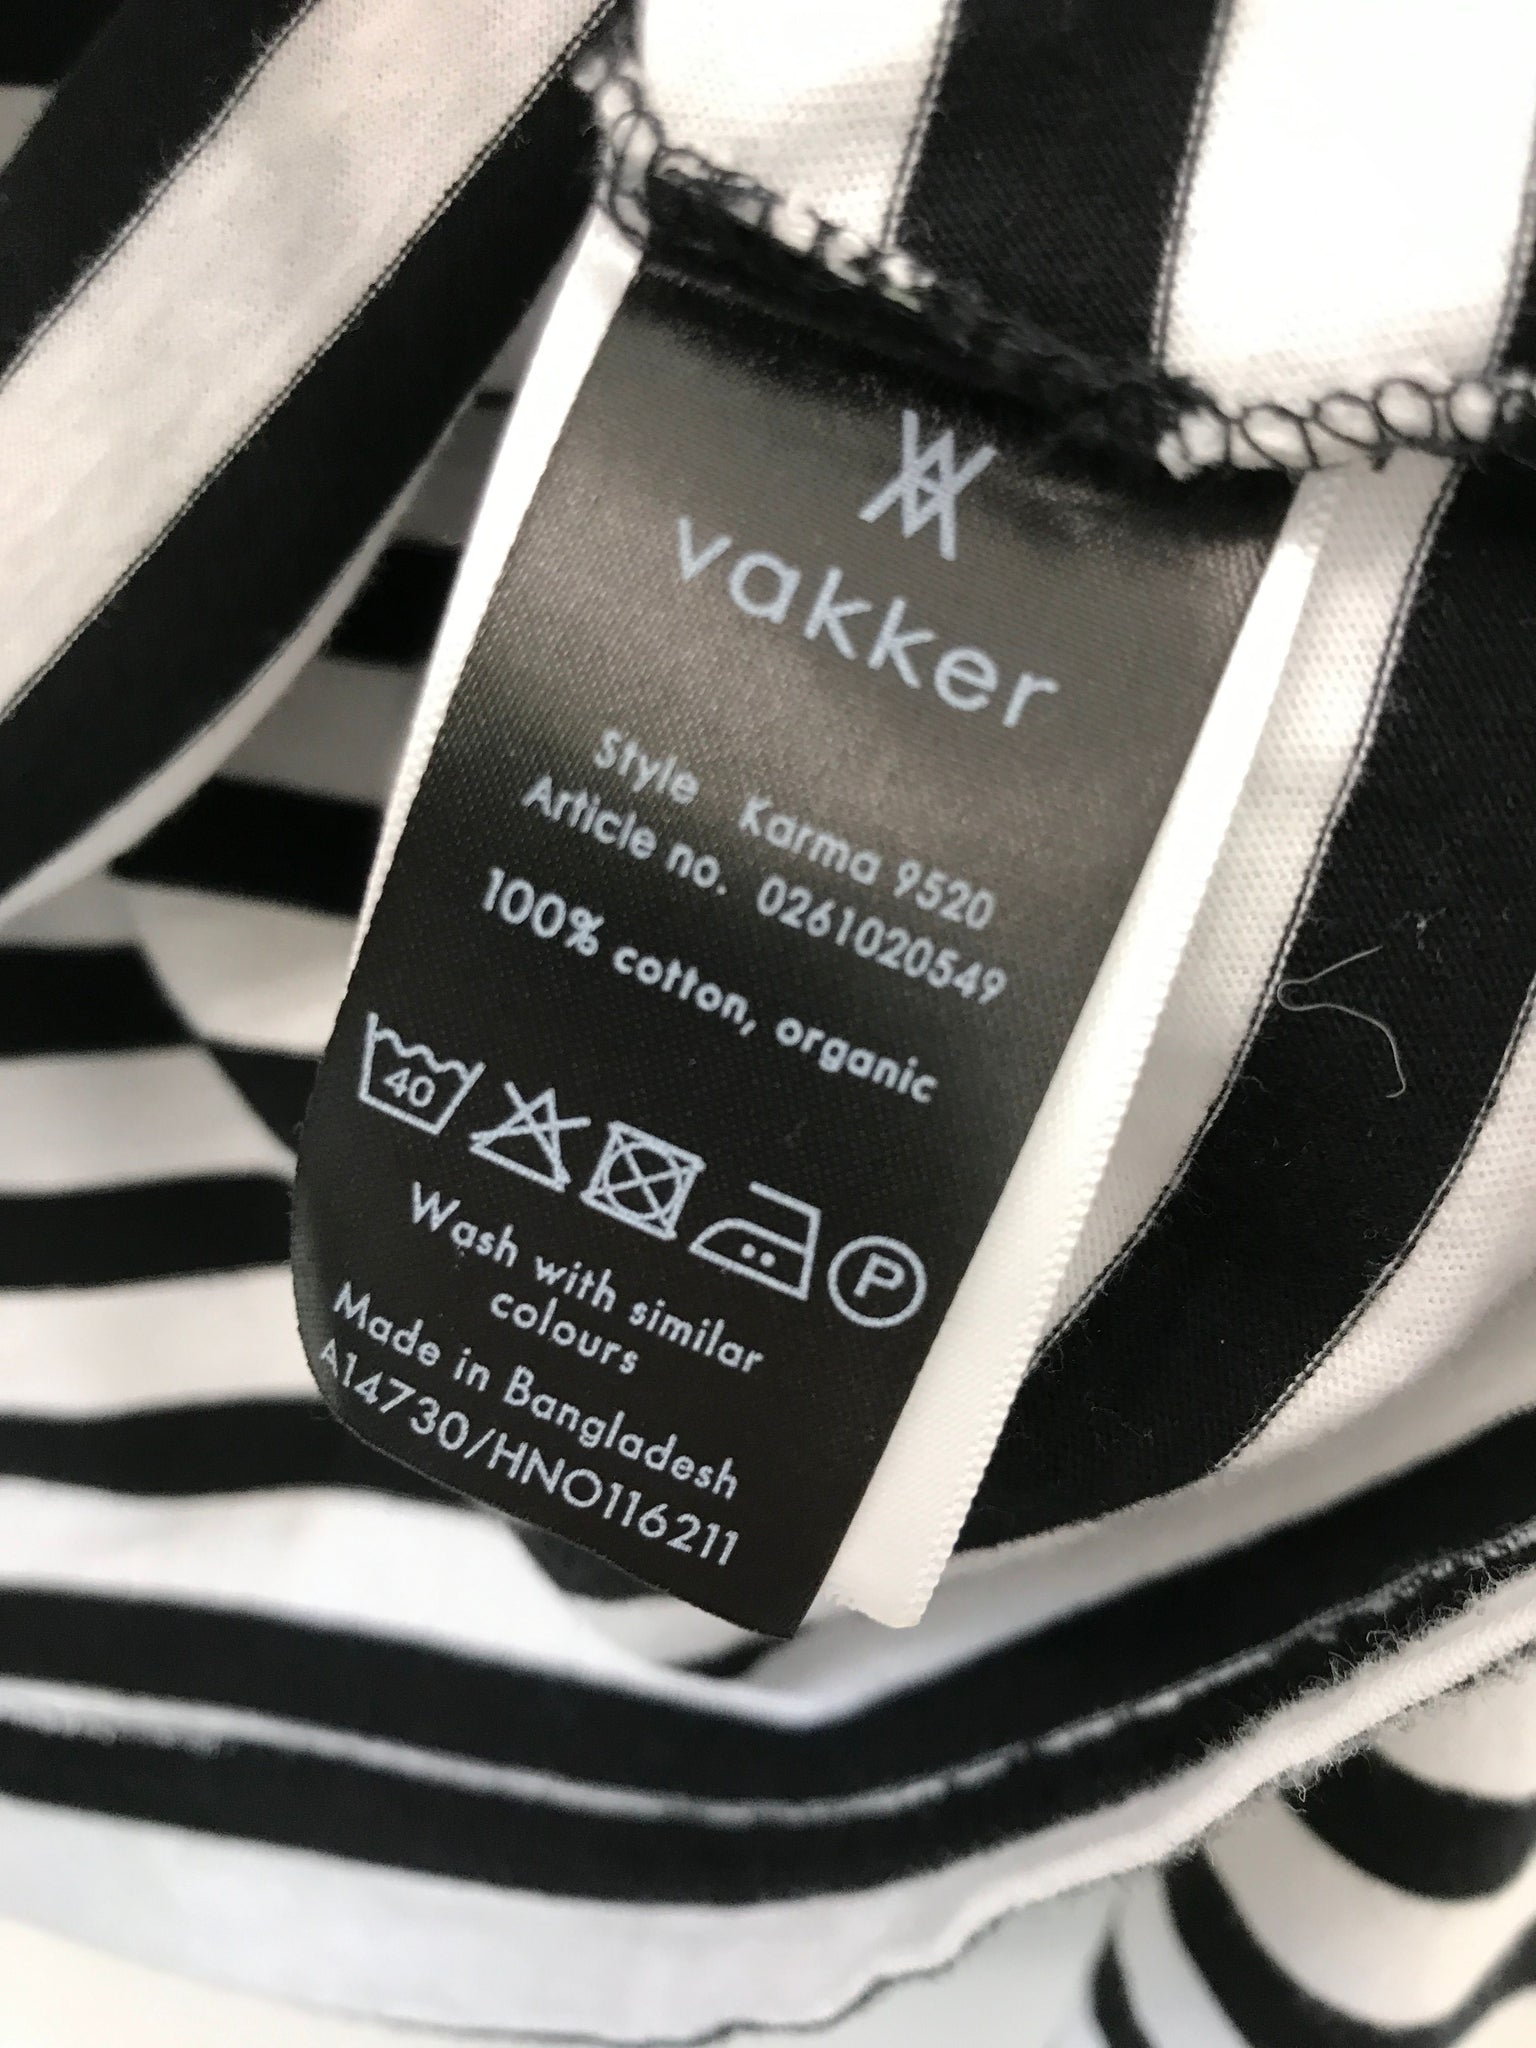 vakker
Style Karma 9520
Article no. 0261020549
100% cotton, organic
40
P
Wash with similar
colours
Made in Bangladesh
A14730/HNO116211